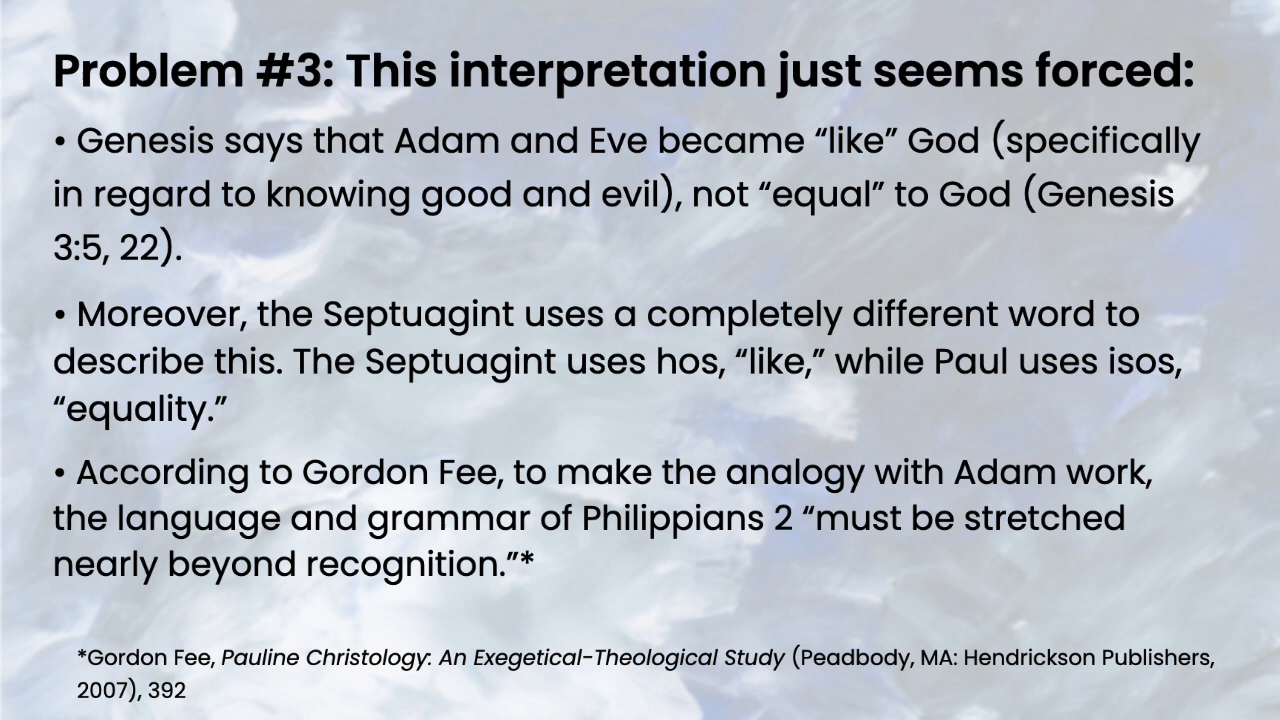 Problem #3: This interpretation just seems forced:
• Genesis says that Adam and Eve became “like” God (specifically
in regard to knowing good and evil), not “equal” to God (Genesis
3:5, 22).
• Moreover, the Septuagint uses a completely different word to
describe this. The Septuagint uses hos, “like,” while Paul uses isos,
“equality.”
• According to Gordon Fee, to make the analogy with Adam work,
the language and grammar of Philippians 2 “must be stretched
nearly beyond recognition.”*
*Gordon Fee, Pauline Christology: An Exegetical-Theological Study (Peadbody, MA: Hendrickson Publishers,
2007), 392